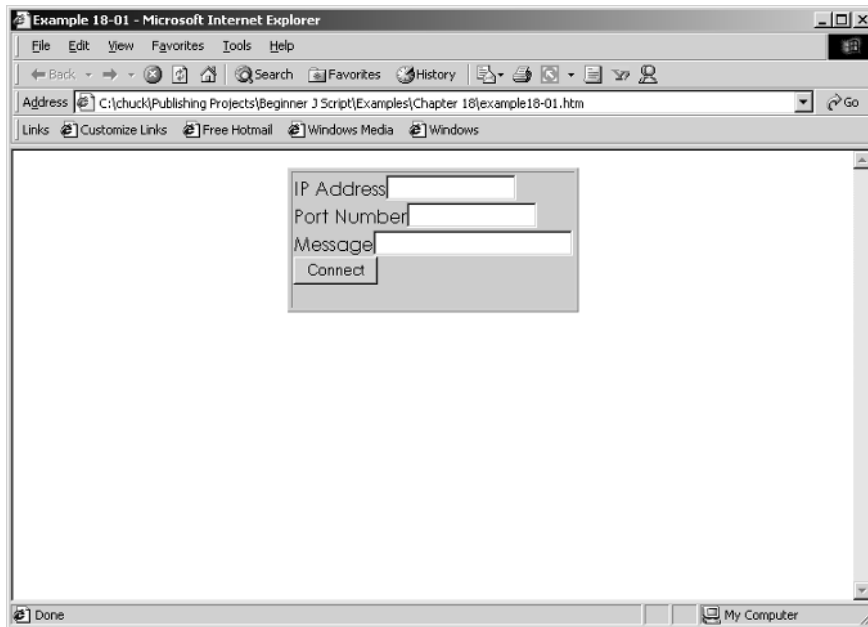 Example 18-01 - Microsoft Internet Explorer
File Edit View Favorites Tools Help
Back Search Favorites History
Address C:\chuck\Publishing Projects\Beginner J Script\Examples\Chapter 18\example18-01.htm Go
Links Customize Links Free Hotmail Windows Media Windows
IP Address
Port Number
Message
Connect
Done My Computer